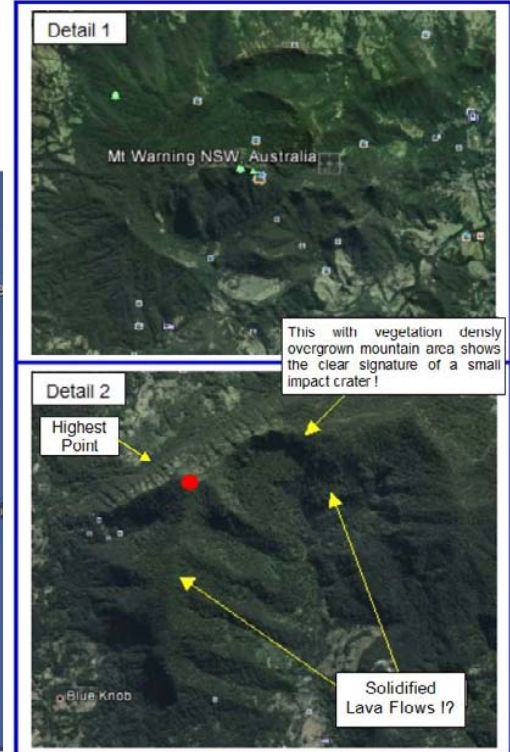 Detail 1
Mt Warning NSW, Australia
This with vegetation densly
overgrown mountain area shows
the clear signature of a small
impact crater !
Detail 2
Highest
Point
Blue Knob
Solidified
Lava Flows !?